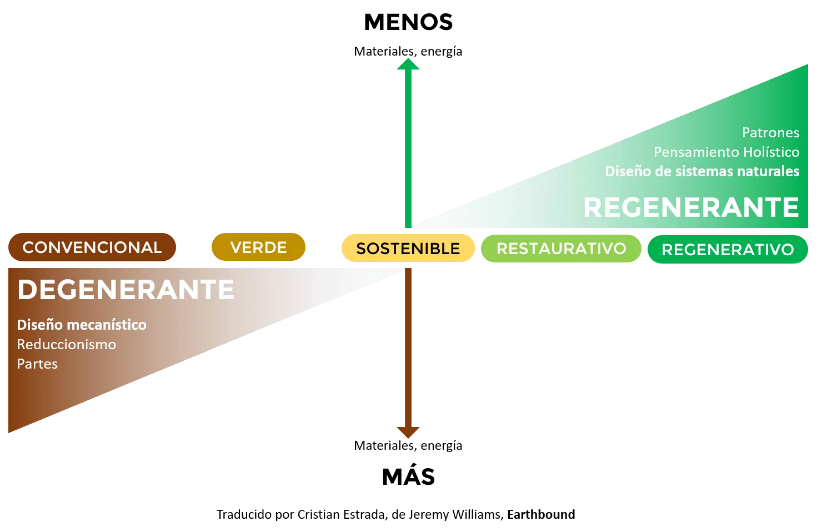 MENOS
Materiales, energía
Patrones
Pensamiento Holístico
Diseño de sistemas naturales
REGENERANTE
CONVENCIONAL
VERDE
SOSTENIBLE
RESTAURATIVO
REGENERATIVO
DEGENERANTE
Diseño mecanístico
Reduccionismo
Partes
Materiales, energía
MÁS
Traducido por Cristian Estrada, de Jeremy Williams, Earthbound